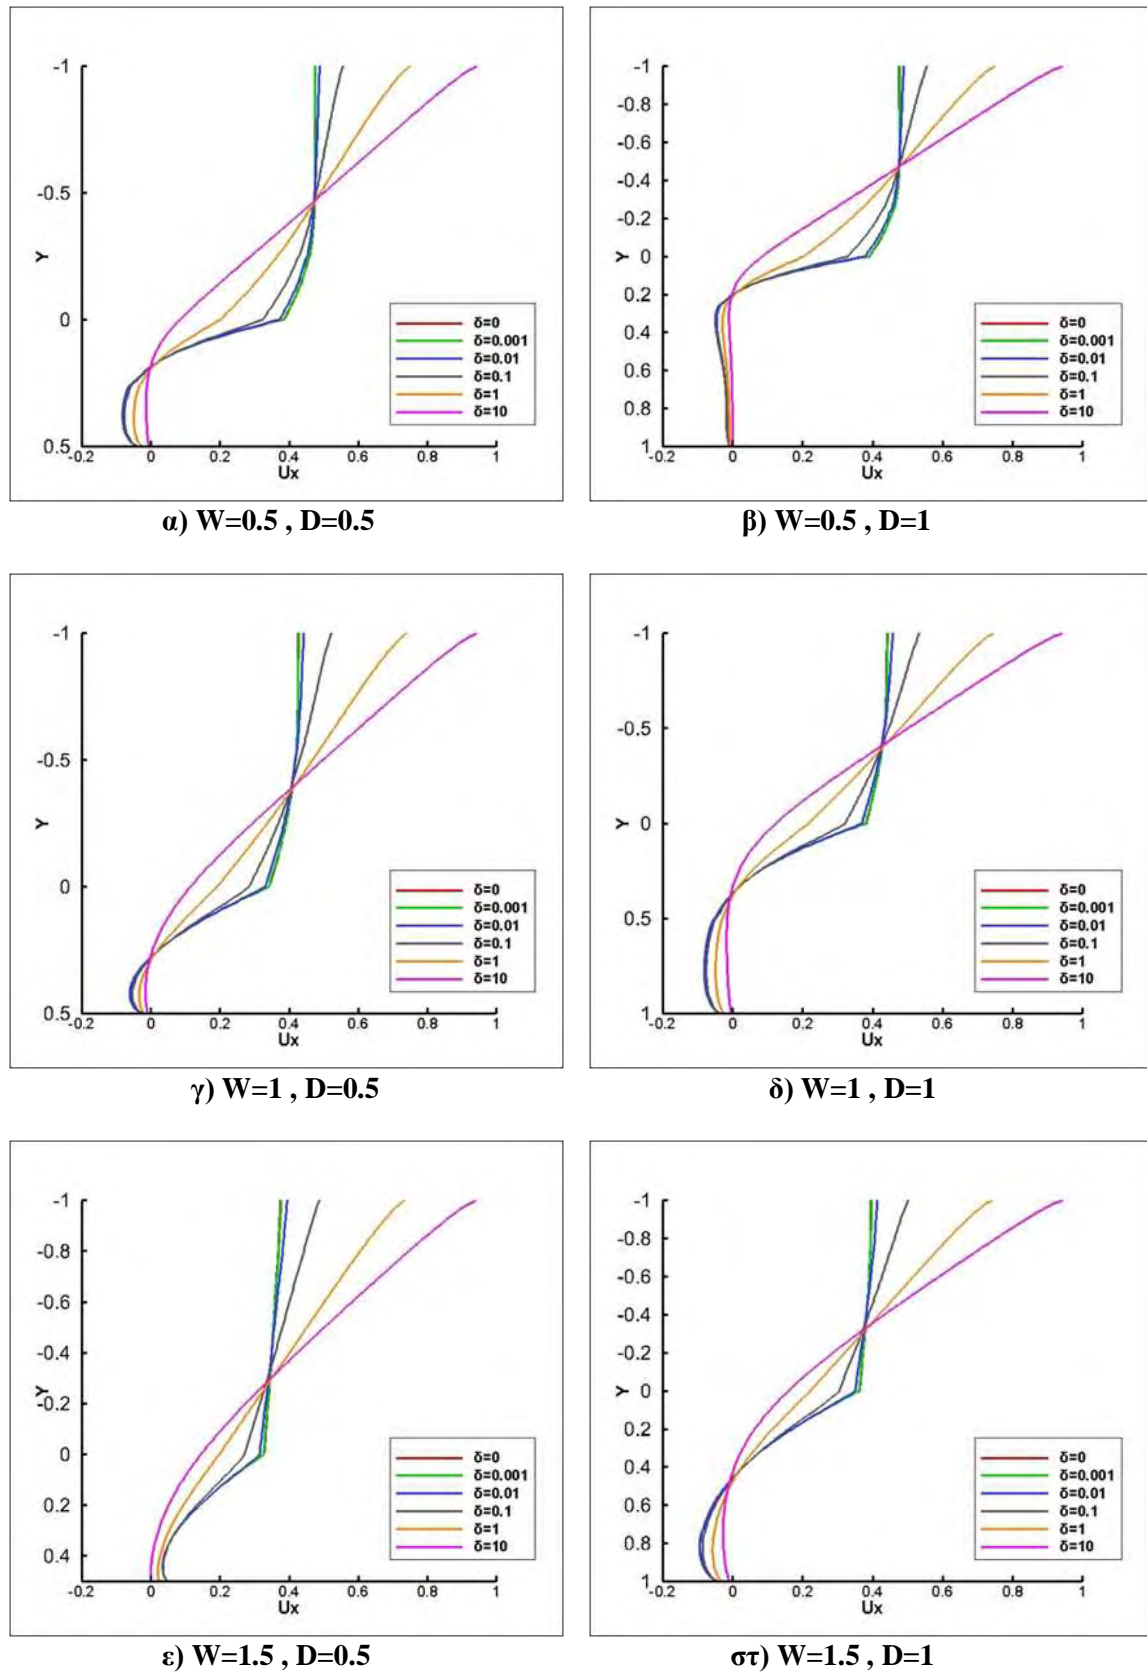 -1
-0.5
0
0.5
Y
-0.2 0 0.2 0.4 0.6 0.8 1
Ux
δ=0
δ=0.001
δ=0.01
δ=0.1
δ=1
δ=10
α) W=0.5 , D=0.5
-1
-0.8
-0.6
-0.4
-0.2
0
0.2
0.4
0.6
0.8
1
Y
-0.2 0 0.2 0.4 0.6 0.8 1
Ux
δ=0
δ=0.001
δ=0.01
δ=0.1
δ=1
δ=10
β) W=0.5 , D=1
-1
-0.5
0
0.5
Y
-0.2 0 0.2 0.4 0.6 0.8 1
Ux
δ=0
δ=0.001
δ=0.01
δ=0.1
δ=1
δ=10
γ) W=1 , D=0.5
-1
-0.5
0
0.5
1
Y
-0.2 0 0.2 0.4 0.6 0.8 1
Ux
δ=0
δ=0.001
δ=0.01
δ=0.1
δ=1
δ=10
δ) W=1 , D=1
-1
-0.8
-0.6
-0.4
-0.2
0
0.2
0.4
Y
-0.2 0 0.2 0.4 0.6 0.8 1
Ux
δ=0
δ=0.001
δ=0.01
δ=0.1
δ=1
δ=10
ε) W=1.5 , D=0.5
-1
-0.8
-0.6
-0.4
-0.2
0
0.2
0.4
0.6
0.8
1
Y
-0.2 0 0.2 0.4 0.6 0.8 1
Ux
δ=0
δ=0.001
δ=0.01
δ=0.1
δ=1
δ=10
στ) W=1.5 , D=1